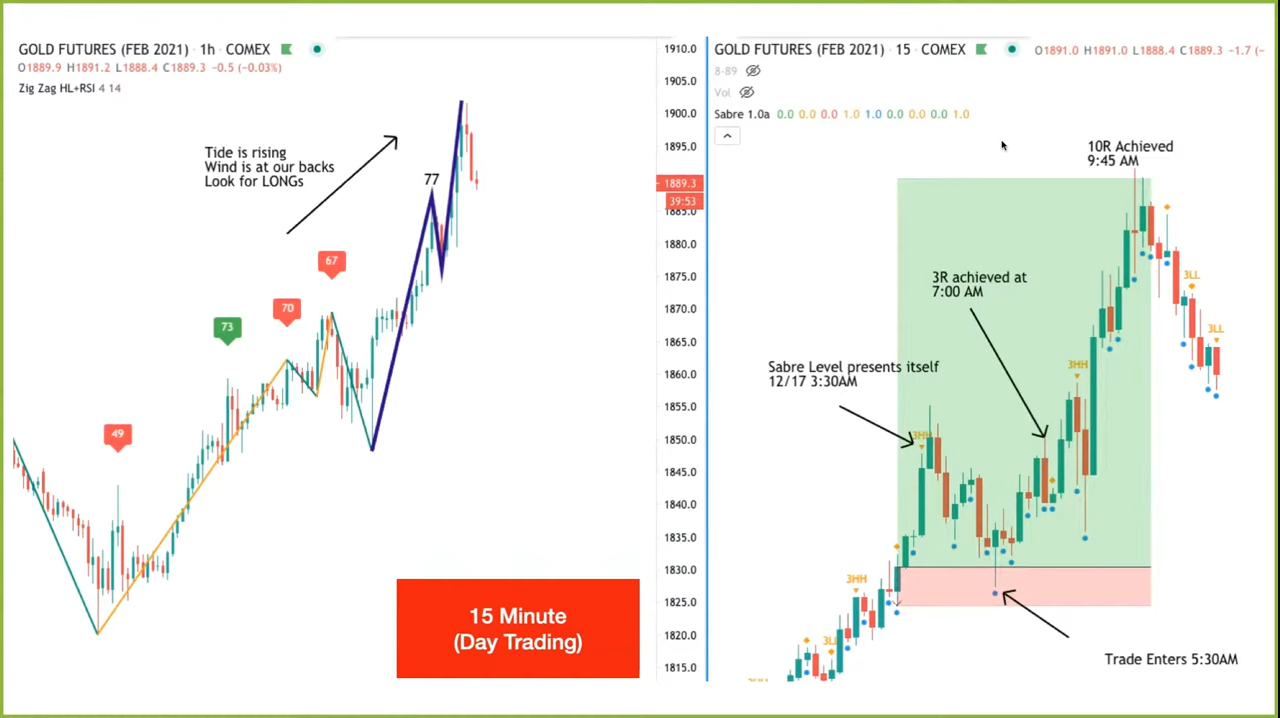 GOLD FUTURES (FEB 2021) · 1h · COMEX
O1889.9 H1891.2 L1888.4 C1889.3 −0.5 (−0.03%)
Zig Zag HL+RSI 4 14
Tide is rising
Wind is at our backs
Look for LONGs
77
67
70
73
49
15 Minute
(Day Trading)
1910.0
1905.0
1900.0
1895.0
1889.3
39:53
1885.0
1880.0
1875.0
1870.0
1865.0
1860.0
1855.0
1850.0
1845.0
1840.0
1835.0
1830.0
1825.0
1820.0
1815.0
GOLD FUTURES (FEB 2021) · 15 · COMEX
O1891.0 H1891.0 L1888.4 C1889.3 −1.7 (−
8-89
Vol
Sabre 1.0a 0.0 0.0 0.0 1.0 1.0 0.0 0.0 0.0 1.0
10R Achieved
9:45 AM
3R achieved at
7:00 AM
3LL
3LL
Sabre Level presents itself
12/17 3:30AM
3HH
3HH
3HH
3LL
Trade Enters 5:30AM
3HH